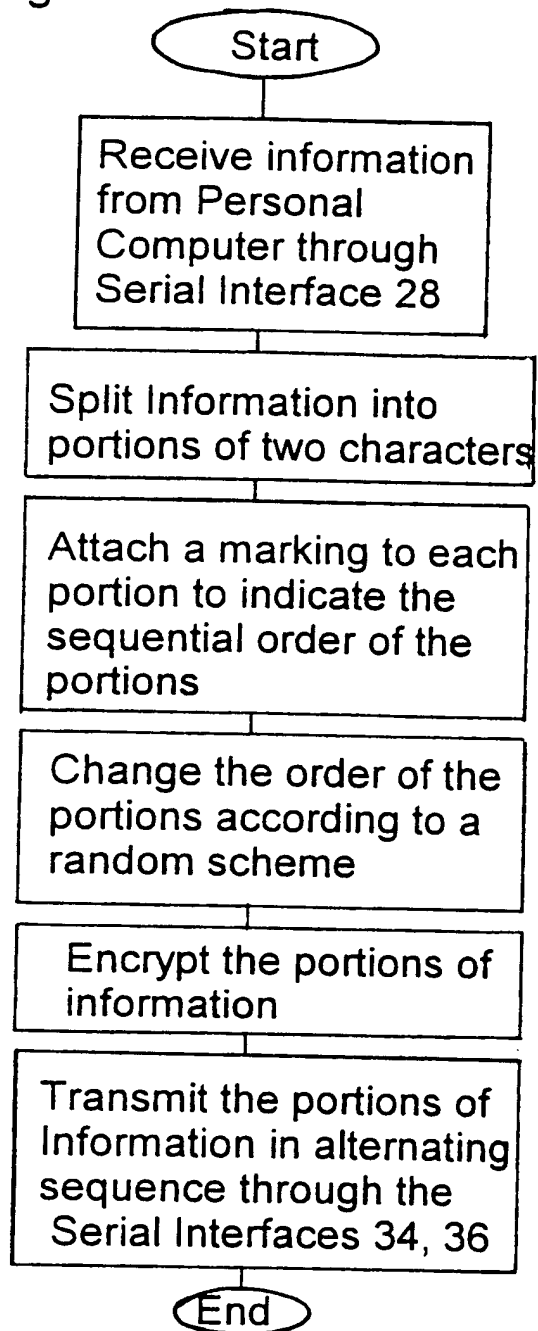 Start
Receive information
from Personal
Computer through
Serial Interface 28
Split Information into
portions of two characters
Attach a marking to each
portion to indicate the
sequential order of the
portions
Change the order of the
portions according to a
random scheme
Encrypt the portions of
information
Transmit the portions of
Information in alternating
sequence through the
Serial Interfaces 34, 36
End